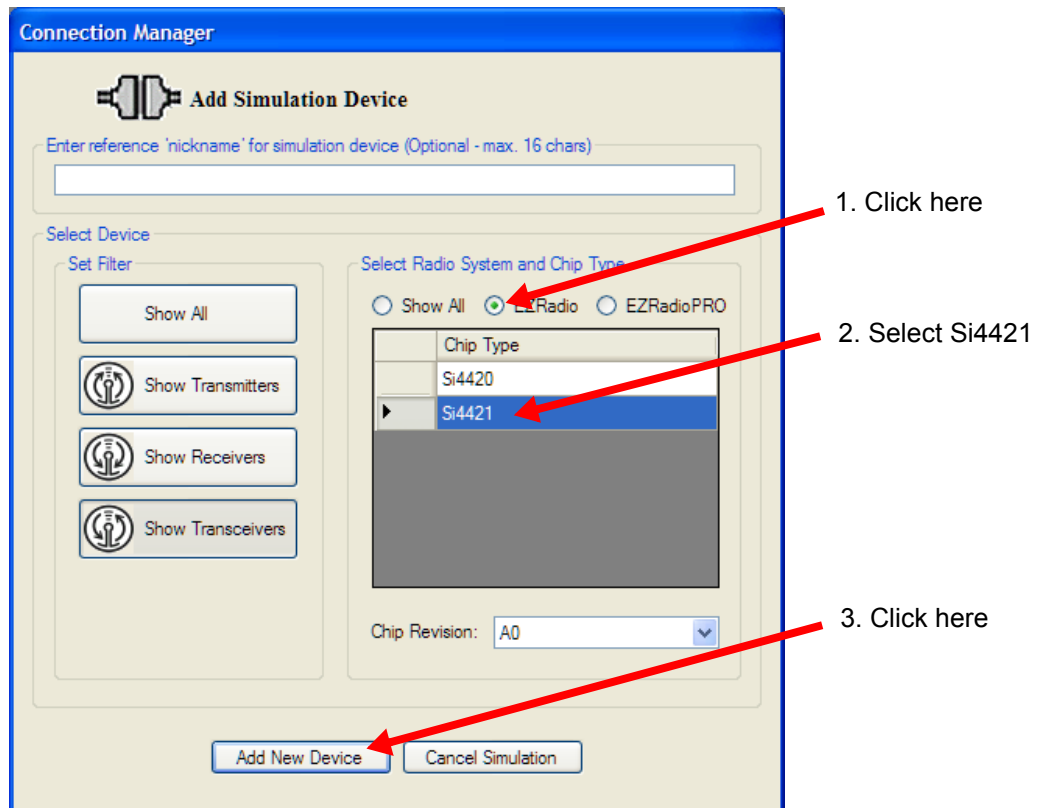 Connection Manager
Add Simulation Device
Enter reference 'nickname' for simulation device (Optional - max. 16 chars)
1. Click here
Select Device
Set Filter
Select Radio System and Chip Type
Show All
Show All
EZRadio
EZRadioPRO
2. Select Si4421
Chip Type
Show Transmitters
Si4420
Si4421
Show Receivers
Show Transceivers
3. Click here
Chip Revision:
A0
Add New Device
Cancel Simulation